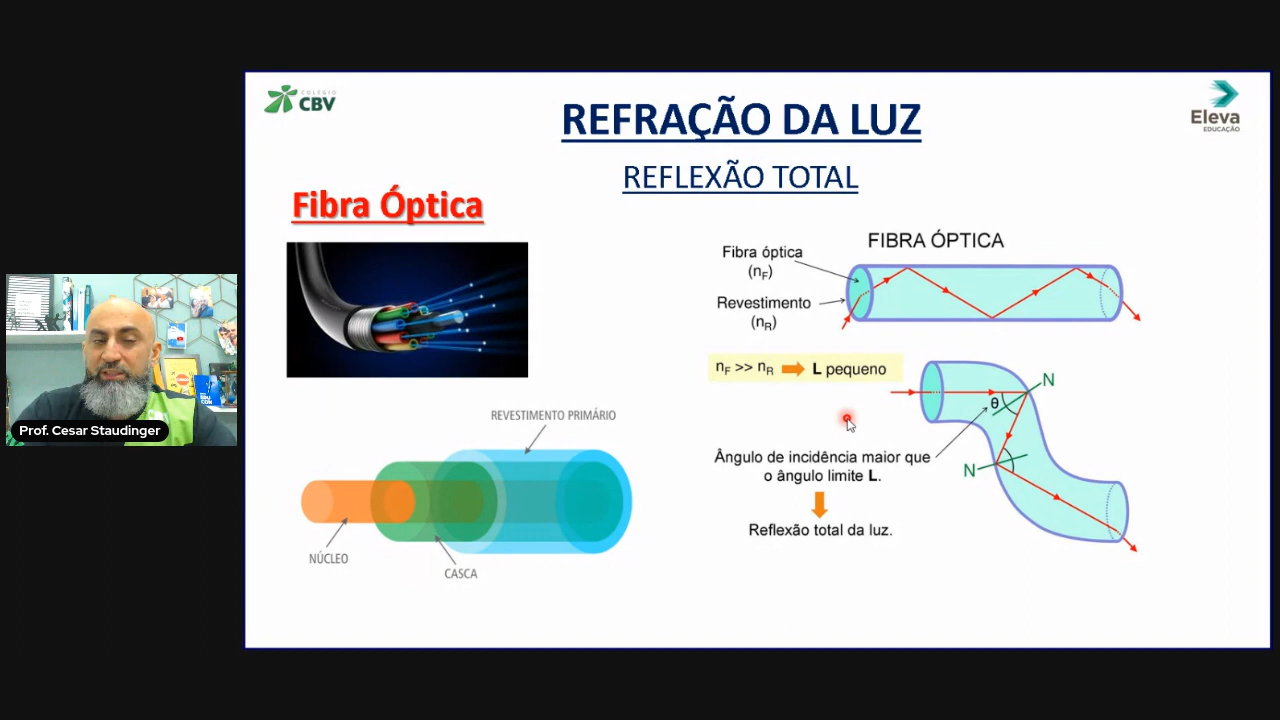 COLÉGIO
CBV
REFRAÇÃO DA LUZ
Eleva
EDUCAÇÃO
REFLEXÃO TOTAL
Fibra Óptica
FIBRA ÓPTICA
Fibra óptica
(nF)
Revestimento
(nR)
nF >> nR L pequeno
N
θ
Ângulo de incidência maior que
o ângulo limite L.
N
Reflexão total da luz.
REVESTIMENTO PRIMÁRIO
NÚCLEO
CASCA
Prof. Cesar Staudinger